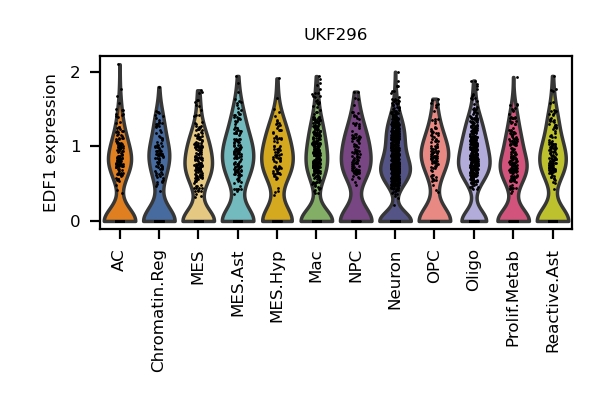 UKF296
EDF1 expression
2
1
0
AC
Chromatin.Reg
MES
MES.Ast
MES.Hyp
Mac
NPC
Neuron
OPC
Oligo
Prolif.Metab
Reactive.Ast